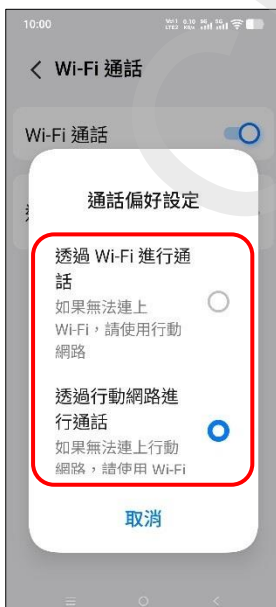 10:00
Wi-Fi 通話
Wi-Fi 通話
通話偏好設定
透過 Wi-Fi 進行通
話
如果無法連上
Wi-Fi，請使用行動
網路
透過行動網路進
行通話
如果無法連上行動
網路，請使用 Wi-Fi
取消